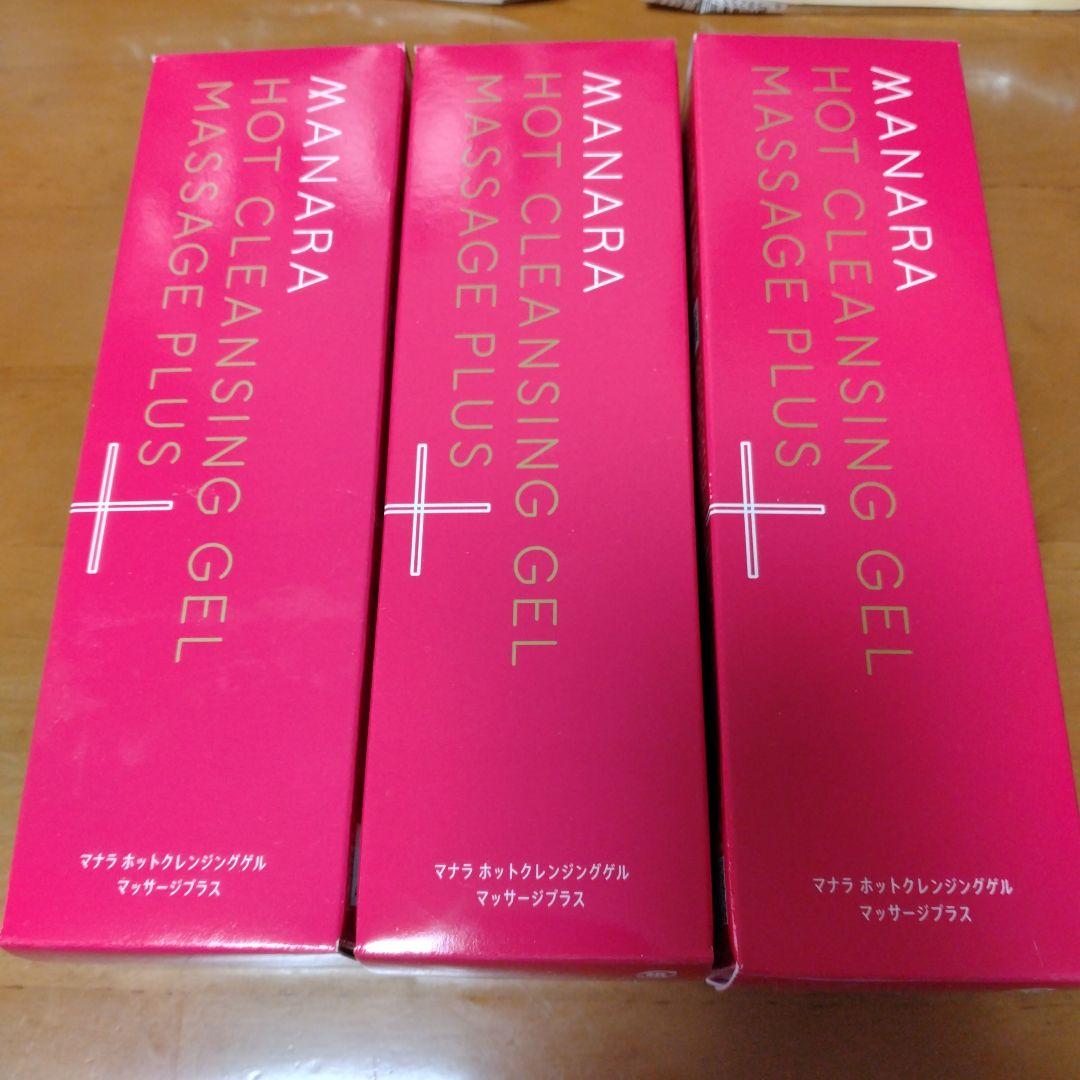 MANARA
HOT CLEANSING GEL
MASSAGE PLUS
マナラ ホットクレンジングゲル
マッサージプラス
MANARA
HOT CLEANSING GEL
MASSAGE PLUS
マナラ ホットクレンジングゲル
マッサージプラス
MANARA
HOT CLEANSING GEL
MASSAGE PLUS
マナラ ホットクレンジングゲル
マッサージプラス